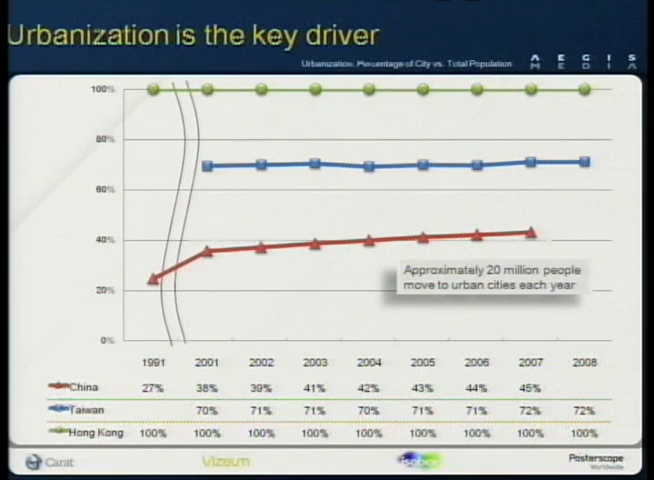 Urbanization is the key driver
Urbanization: Percentage of City vs. Total Population
A E G I S
M E D I A
100%
80%
60%
40%
20%
0%
Approximately 20 million people
move to urban cities each year
1991 2001 2002 2003 2004 2005 2006 2007 2008
China 27% 38% 39% 41% 42% 43% 44% 45%
Taiwan 70% 71% 71% 70% 71% 71% 72% 72%
Hong Kong 100% 100% 100% 100% 100% 100% 100% 100% 100%
Carat Vizeum Posterscope
Worldwide